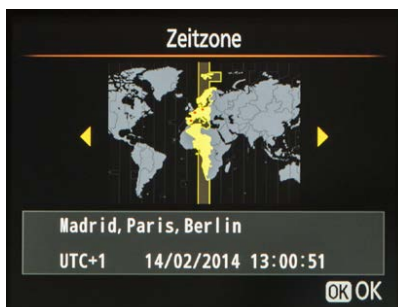 Zeitzone
Madrid, Paris, Berlin
UTC+1 14/02/2014 13:00:51
OK OK